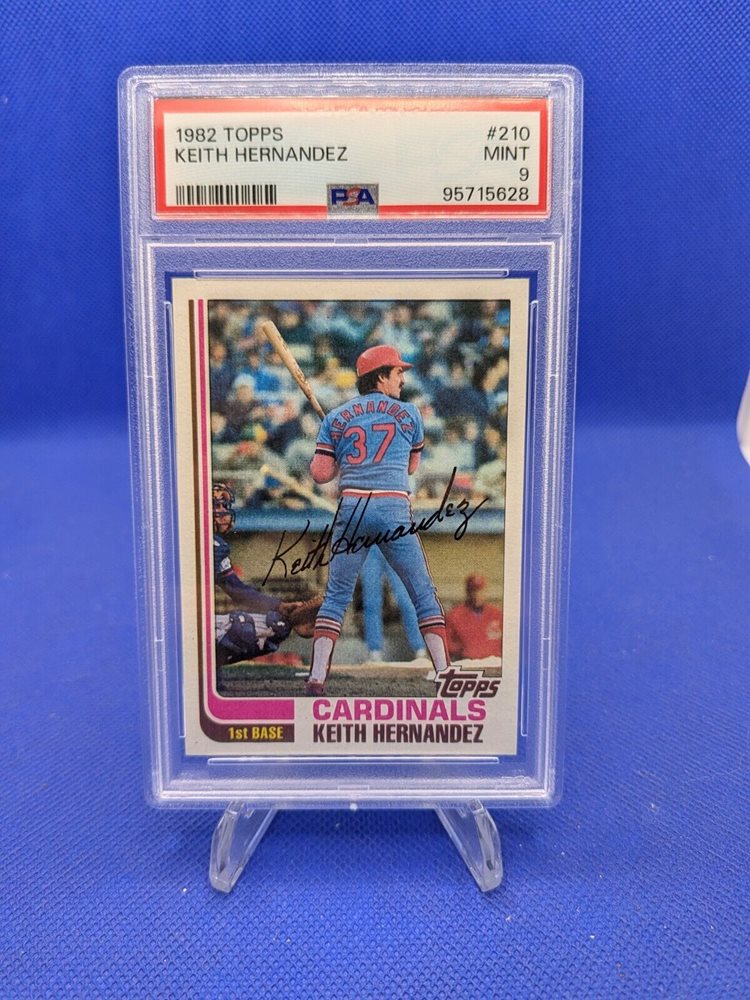 1982 TOPPS #210
KEITH HERNANDEZ MINT
9
PSA 95715628
HERNANDEZ
37
Keith Hernandez
TOPPS
CARDINALS
1st BASE KEITH HERNANDEZ